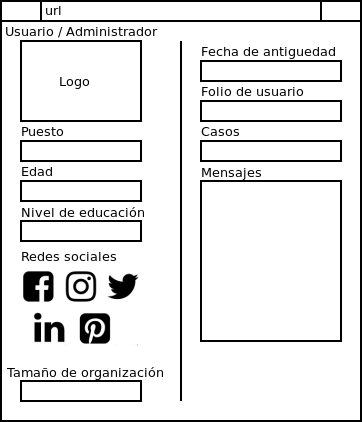 url
Usuario / Administrador
Logo
Puesto
Edad
Nivel de educación
Redes sociales
Tamaño de organización
Fecha de antiguedad
Folio de usuario
Casos
Mensajes